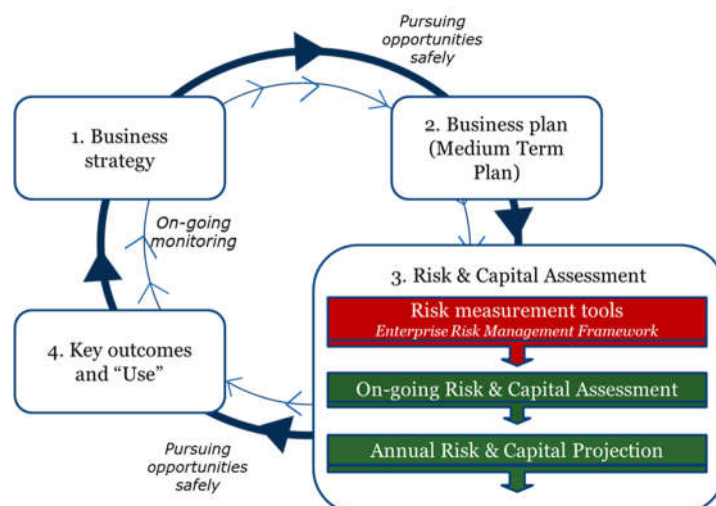 Pursuing
opportunities
safely
1. Business
strategy
2. Business plan
(Medium Term
Plan)
On-going
monitoring
3. Risk & Capital Assessment
Risk measurement tools
Enterprise Risk Management Framework
On-going Risk & Capital Assessment
Annual Risk & Capital Projection
4. Key outcomes
and “Use”
Pursuing
opportunities
safely